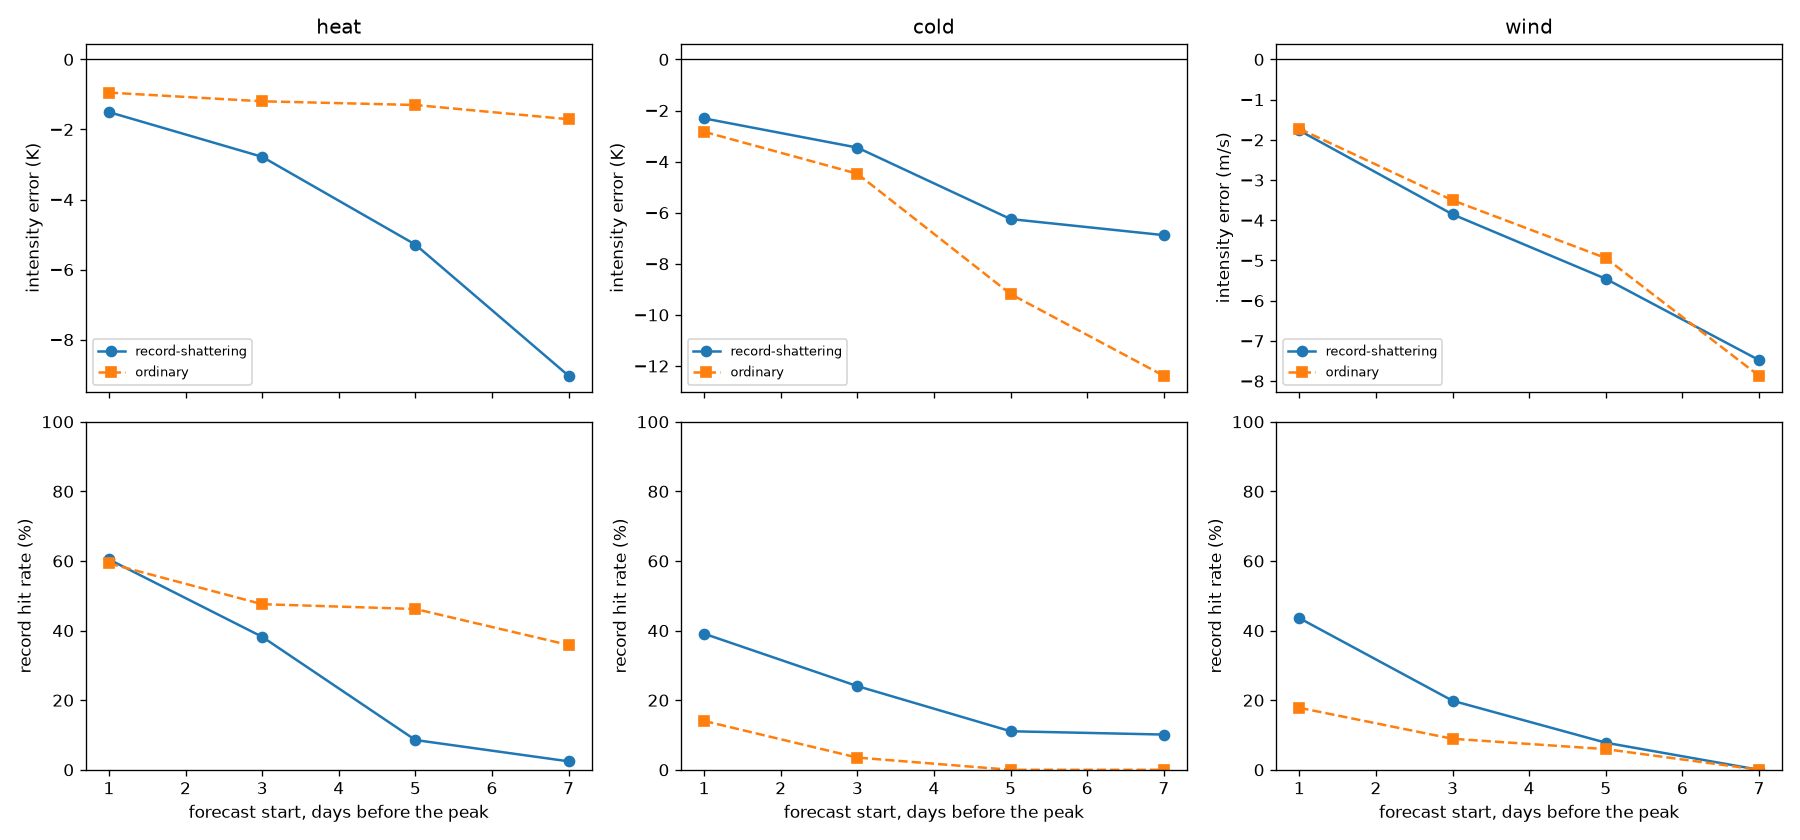 heat
cold
wind
intensity error (K)
0
−2
−4
−6
−8
record-shattering
ordinary
intensity error (K)
0
−2
−4
−6
−8
−10
−12
record-shattering
ordinary
intensity error (m/s)
0
−1
−2
−3
−4
−5
−6
−7
−8
record-shattering
ordinary
record hit rate (%)
100
80
60
40
20
0
1 2 3 4 5 6 7
forecast start, days before the peak
record hit rate (%)
100
80
60
40
20
0
1 2 3 4 5 6 7
forecast start, days before the peak
record hit rate (%)
100
80
60
40
20
0
1 2 3 4 5 6 7
forecast start, days before the peak